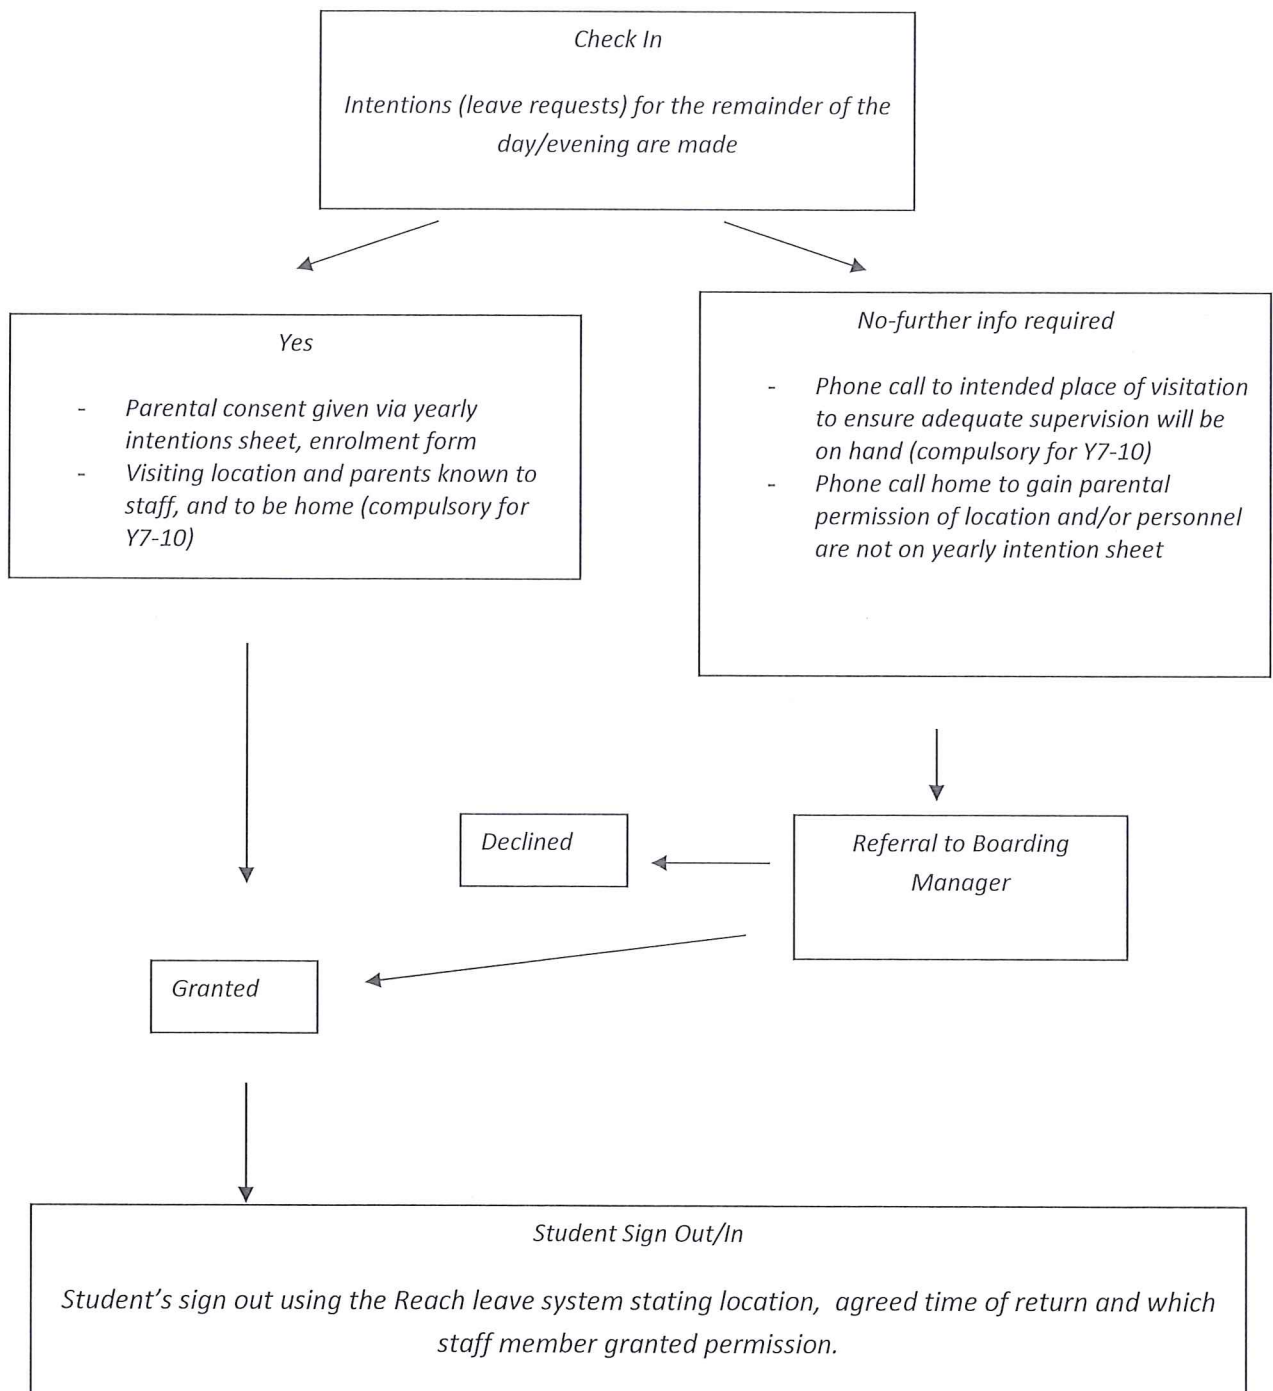 Check In
Intentions (leave requests) for the remainder of the
day/evening are made
Yes
- Parental consent given via yearly
intentions sheet, enrolment form
- Visiting location and parents known to
staff, and to be home (compulsory for
Y7-10)
No-further info required
- Phone call to intended place of visitation
to ensure adequate supervision will be
on hand (compulsory for Y7-10)
- Phone call home to gain parental
permission of location and/or personnel
are not on yearly intention sheet
Declined
Referral to Boarding
Manager
Granted
Student Sign Out/In
Student's sign out using the Reach leave system stating location, agreed time of return and which
staff member granted permission.